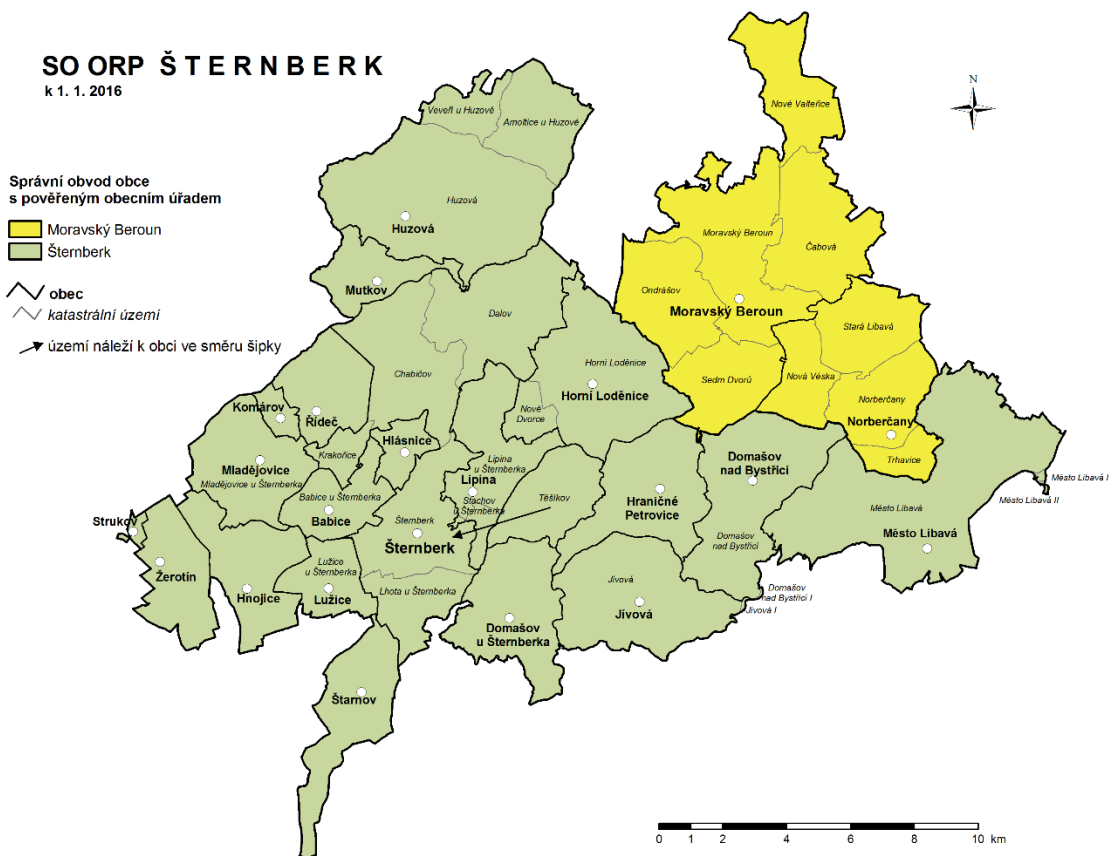 SO ORP ŠTERNBERK
k 1. 1. 2016
N
Správní obvod obce
s pověřeným obecním úřadem
Moravský Beroun
Šternberk
obec
katastrální území
území náleží k obci ve směru šipky
Nové Valteřice
Veveří u Huzové
Arnoltice u Huzové
Huzová
Huzová
Moravský Beroun
Čabová
Mutkov
Ondrášov
Moravský Beroun
Dalov
Stará Libavá
Chabičov
Horní Loděnice
Horní Loděnice
Sedm Dvorů
Nová Véska
Norberčany
Norberčany
Komárov
Řídeč
Nové
Dvorce
Hlásnice
Krakořice
Trhavice
Mladějovice
Mladějovice u Šternberka
Lipina
u Šternberka
Lipina
Stachov
u Šternberka
Těšíkov
Domašov
nad Bystřicí
Město Libavá I
Město Libavá II
Babice u Šternberka
Babice
Hraničné
Petrovice
Město Libavá
Město Libavá
Strukov
Šternberk
Šternberk
Domašov
nad Bystřicí
Žerotín
Hnojice
Lužice
u Šternberka
Lužice
Lhota u Šternberka
Jívová
Jívová
Domašov
nad Bystřicí I
Jívová I
Domašov
u Šternberka
Štarnov
0 1 2 4 6 8 10 km